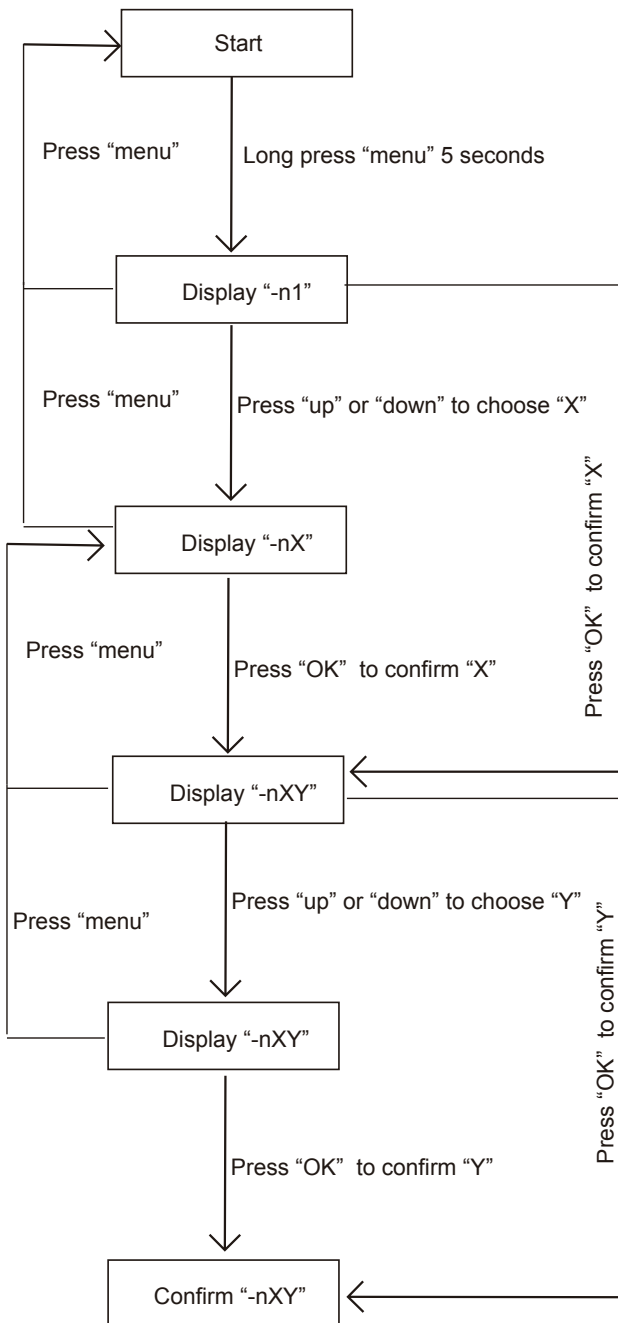 Start
Press “menu”
Long press “menu” 5 seconds
Display “-n1”
Press “menu”
Press “up” or “down” to choose “X”
Display “-nX”
Press “OK”  to confirm “X”
Press “menu”
Press “OK”  to confirm “X”
Display “-nXY”
Press “up” or “down” to choose “Y”
Press “menu”
Press “OK”  to confirm “Y”
Display “-nXY”
Press “OK”  to confirm “Y”
Confirm “-nXY”